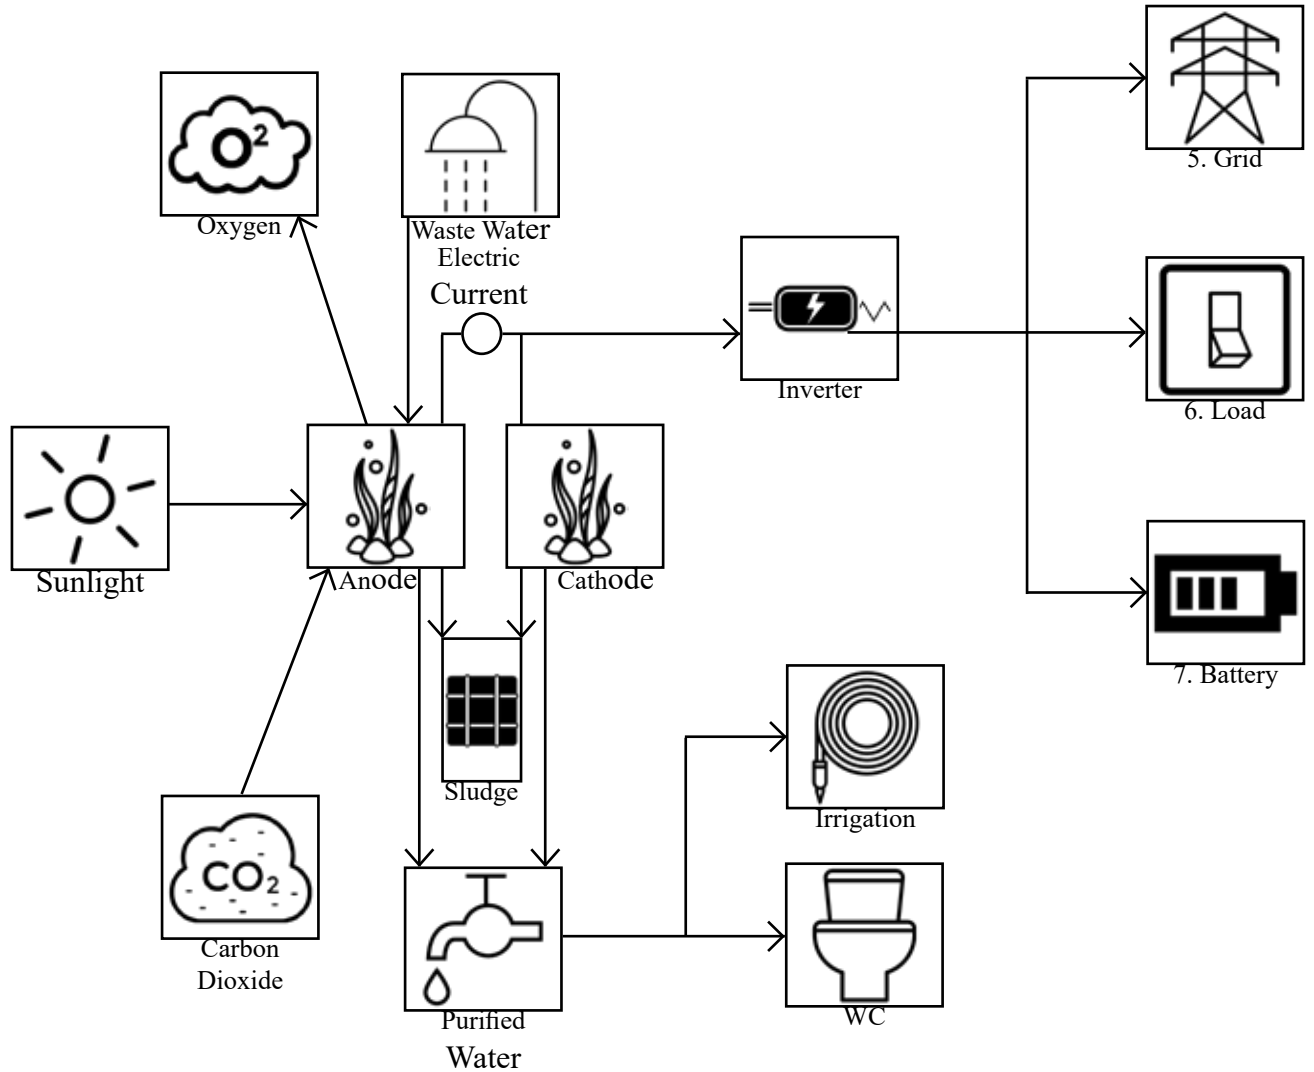 O2
Oxygen
Waste Water
Electric
Current
5. Grid
Inverter
6. Load
Sunlight
Anode
Cathode
7. Battery
Sludge
Irrigation
CO2
Carbon
Dioxide
Purified
Water
WC